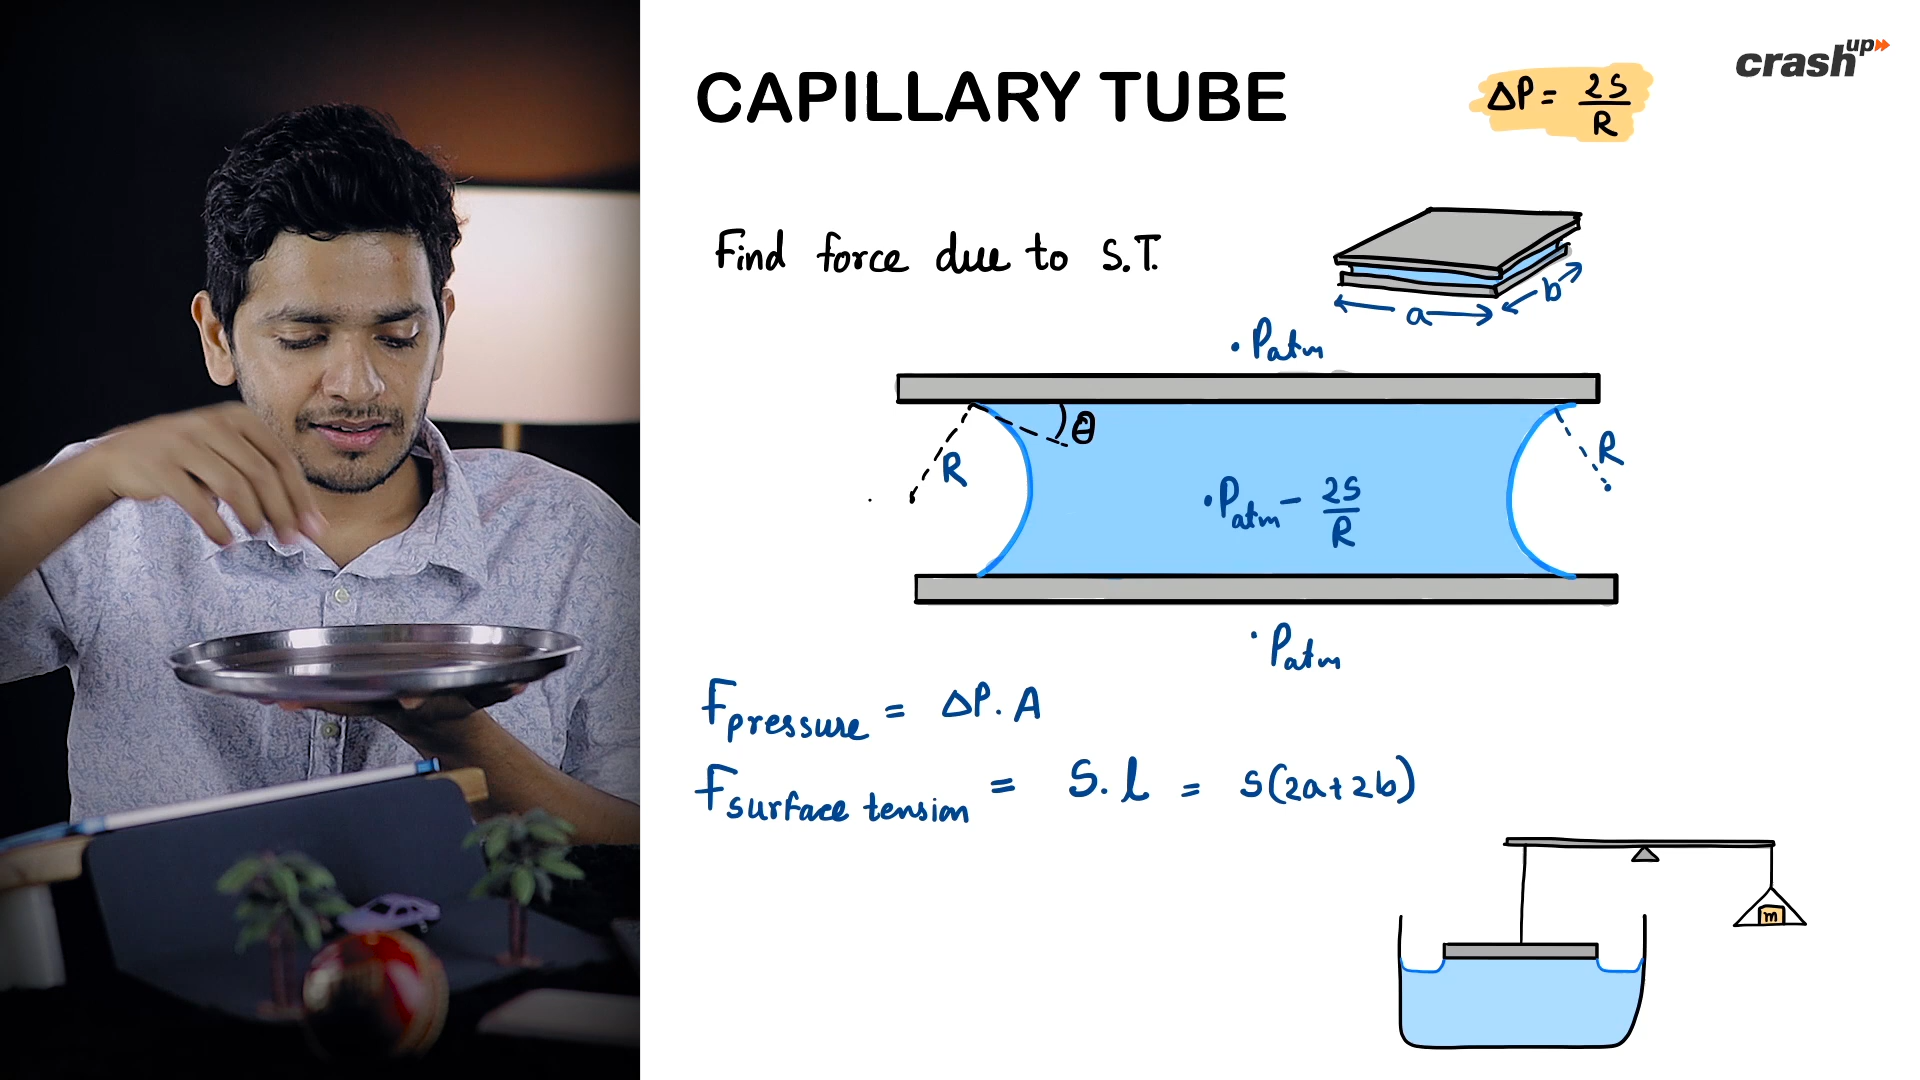 CAPILLARY TUBE
ΔP = 2S/R
crashup
Find force due to S.T.
a
b
Patm
θ
R
R
Patm - 2S/R
Patm
Fpressure = ΔP. A
Fsurface tension = S. l = S(2a+2b)
m